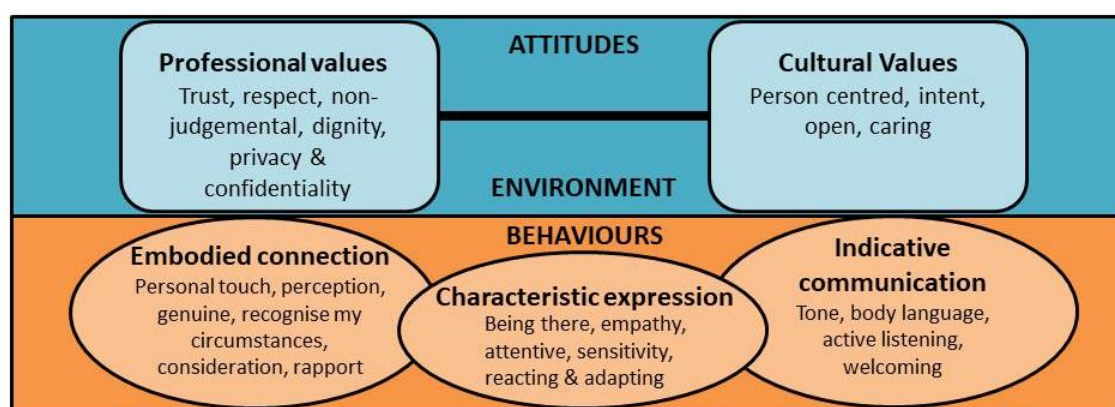 ATTITUDES
Professional values
Trust, respect, non-
judgemental, dignity,
privacy &
confidentiality
Cultural Values
Person centred, intent,
open, caring
ENVIRONMENT
BEHAVIOURS
Embodied connection
Personal touch, perception,
genuine, recognise my
circumstances,
consideration, rapport
Characteristic expression
Being there, empathy,
attentive, sensitivity,
reacting & adapting
Indicative
communication
Tone, body language,
active listening,
welcoming